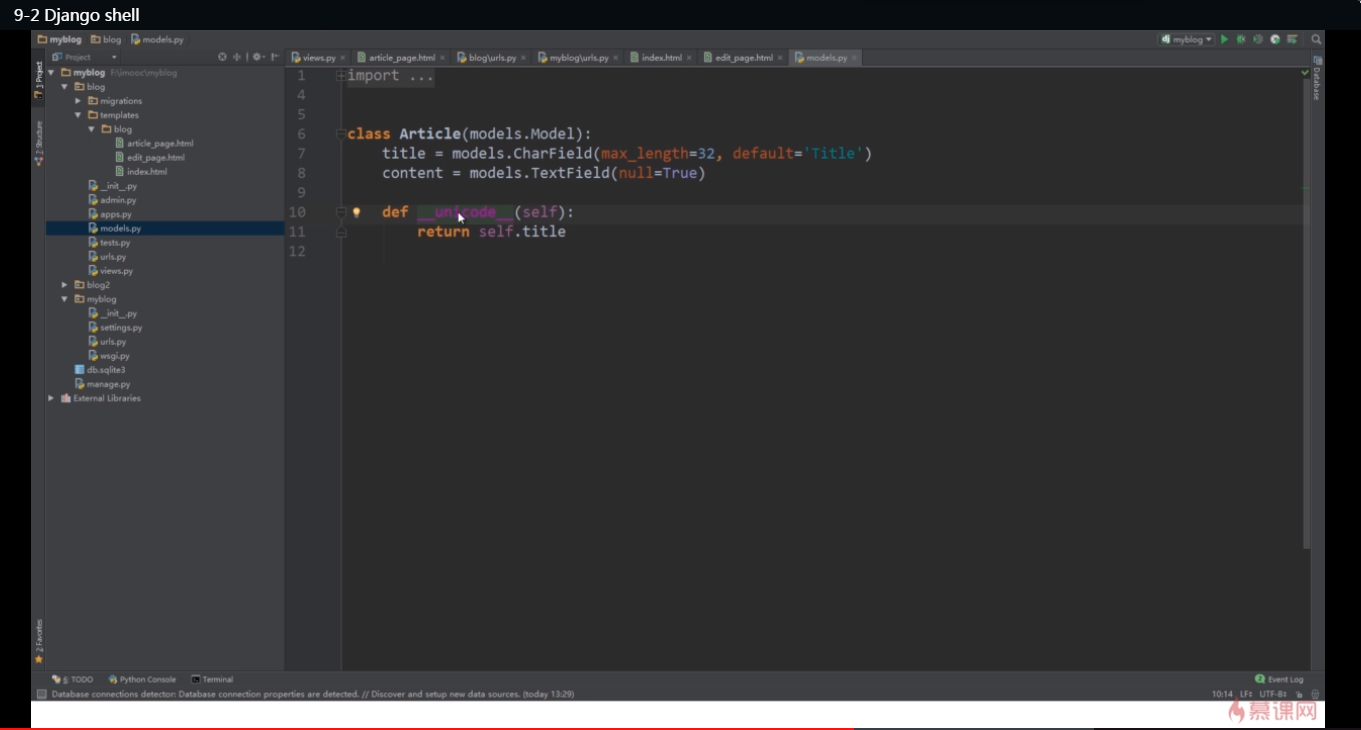 9-2 Django shell
myblog blog models.py
myblog
Project
views.py article_page.html blog\urls.py myblog\urls.py index.html edit_page.html models.py
1: Project
Z: Structure
2: Favorites
Database
myblog F:\imooc\myblog
blog
migrations
templates
blog
article_page.html
edit_page.html
index.html
__init__.py
admin.py
apps.py
models.py
tests.py
urls.py
views.py
blog2
myblog
__init__.py
settings.py
urls.py
wsgi.py
db.sqlite3
manage.py
External Libraries
1 import ...
4
5
6 class Article(models.Model):
7 title = models.CharField(max_length=32, default='Title')
8 content = models.TextField(null=True)
9
10 def __unicode__(self):
11 return self.title
12
6: TODO Python Console Terminal
2 Event Log
Database connections detector: Database connection properties are detected. // Discover and setup new data sources. (today 13:29)
10:14 LF÷ UTF-8÷
慕课网